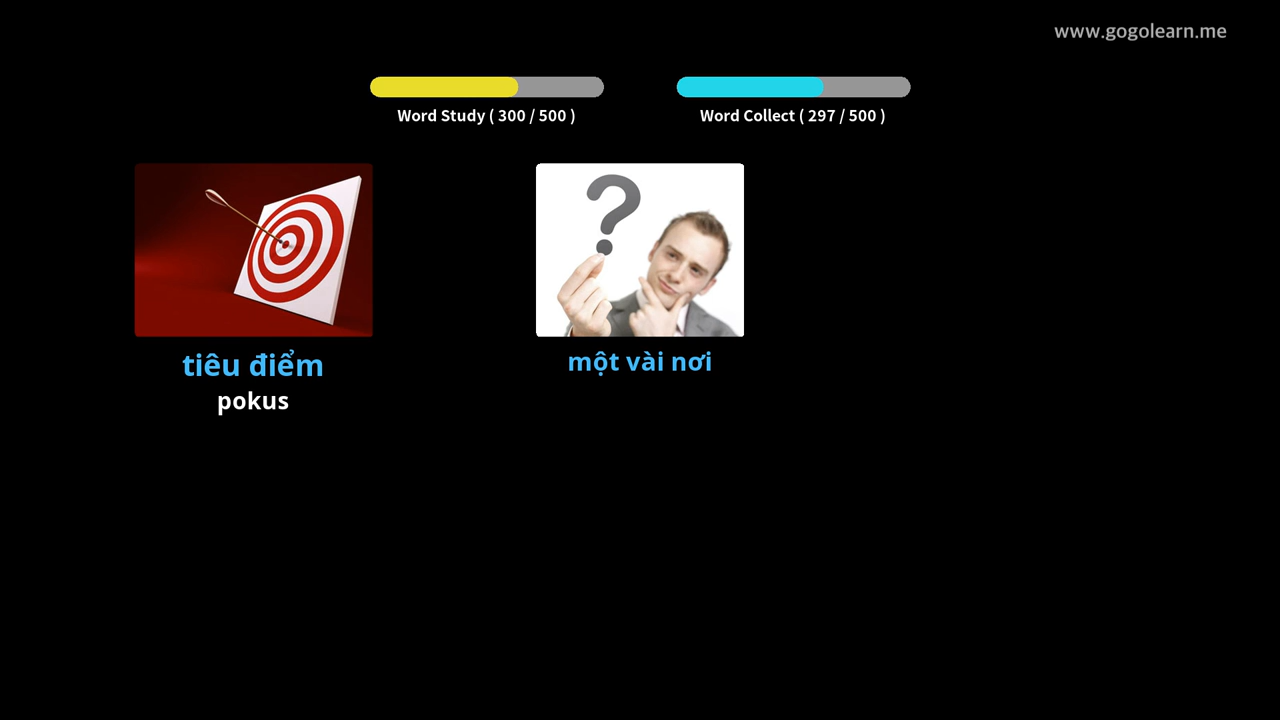 www.gogolearn.me
Word Study ( 300 / 500 )
Word Collect ( 297 / 500 )
tiêu điểm
pokus
một vài nơi